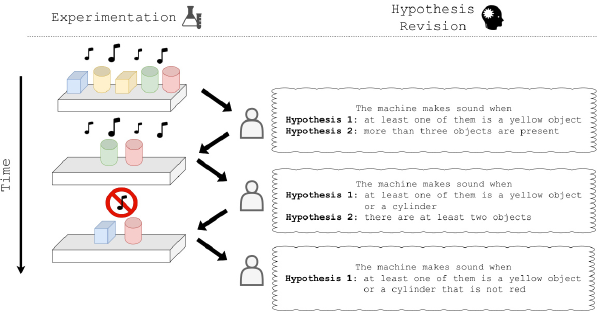 Experimentation
Hypothesis
Revision
Time
The machine makes sound when
Hypothesis 1: at least one of them is a yellow object
Hypothesis 2: more than three objects are present
The machine makes sound when
Hypothesis 1: at least one of them is a yellow object
or a cylinder
Hypothesis 2: there are at least two objects
The machine makes sound when
Hypothesis 1: at least one of them is a yellow object
or a cylinder that is not red